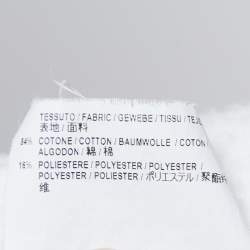 TESSUTO / FABRIC / GEWEBE / TISSU / TEJI
表地 / 面料
84% COTONE / COTTON / BAUMWOLLE / COTON
ALGODON / 綿 / 棉
16% POLIESTERE / POLYESTER / POLYESTER /
POLYESTER / POLIESTER / ポリエステル / 聚酯纤
维